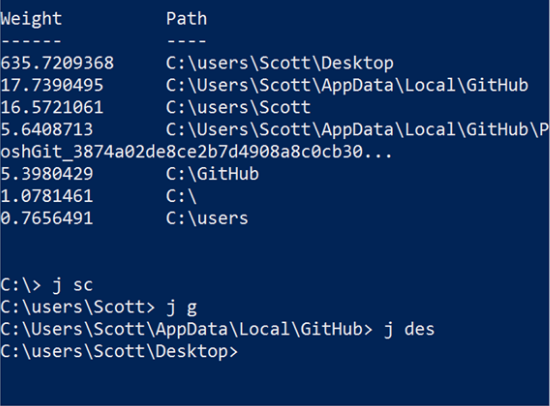 Weight Path
------ ----
635.7209368 C:\users\Scott\Desktop
17.7390495 C:\users\Scott\AppData\Local\GitHub
16.5721061 C:\users\Scott
5.6408713 C:\users\Scott\AppData\Local\GitHub\P
oshGit_3874a02de8ce2b7d4908a8c0cb30...
5.3980429 C:\GitHub
1.0781461 C:\
0.7656491 C:\users
C:\> j sc
C:\users\Scott> j g
C:\Users\Scott\AppData\Local\GitHub> j des
C:\users\Scott\Desktop>